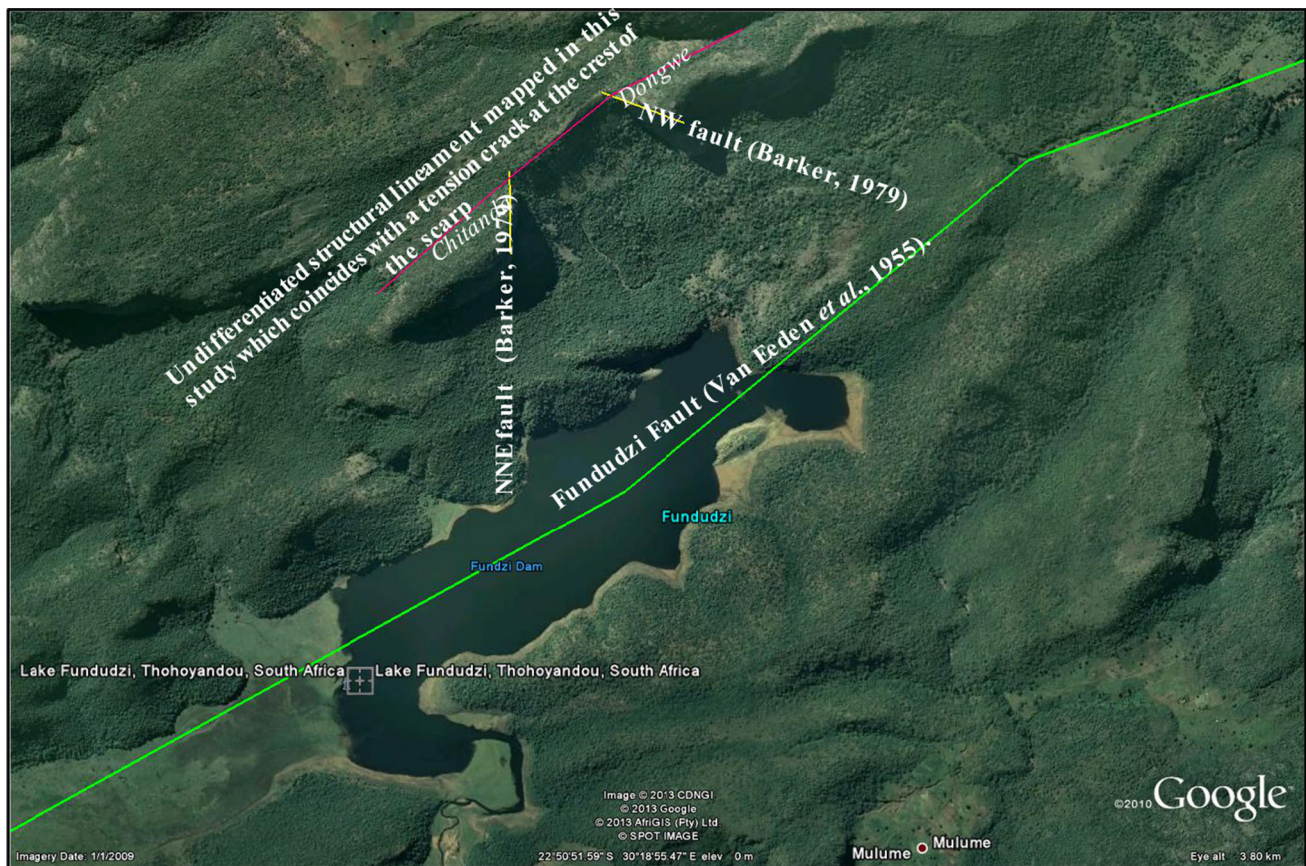 Undifferentiated structural lineament mapped in this
study which coincides with a tension crack at the crest of
the scarp
Dongwe
NW fault (Barker, 1979)
Chitanda
NNE fault (Barker, 1979)
Fundudzi Fault (Van Eeden et al., 1955).
Fundudzi
Fundzi Dam
Lake Fundudzi, Thohoyandou, South Africa
Lake Fundudzi, Thohoyandou, South Africa
Image © 2013 CDNGI
© 2013 Google
© 2013 AfriGIS (Pty) Ltd.
© SPOT IMAGE
©2010 Google
Imagery Date: 1/1/2009
22°50'51.59" S 30°18'55.47" E elev 0 m
Mulume
Mulume
Eye alt 3.80 km